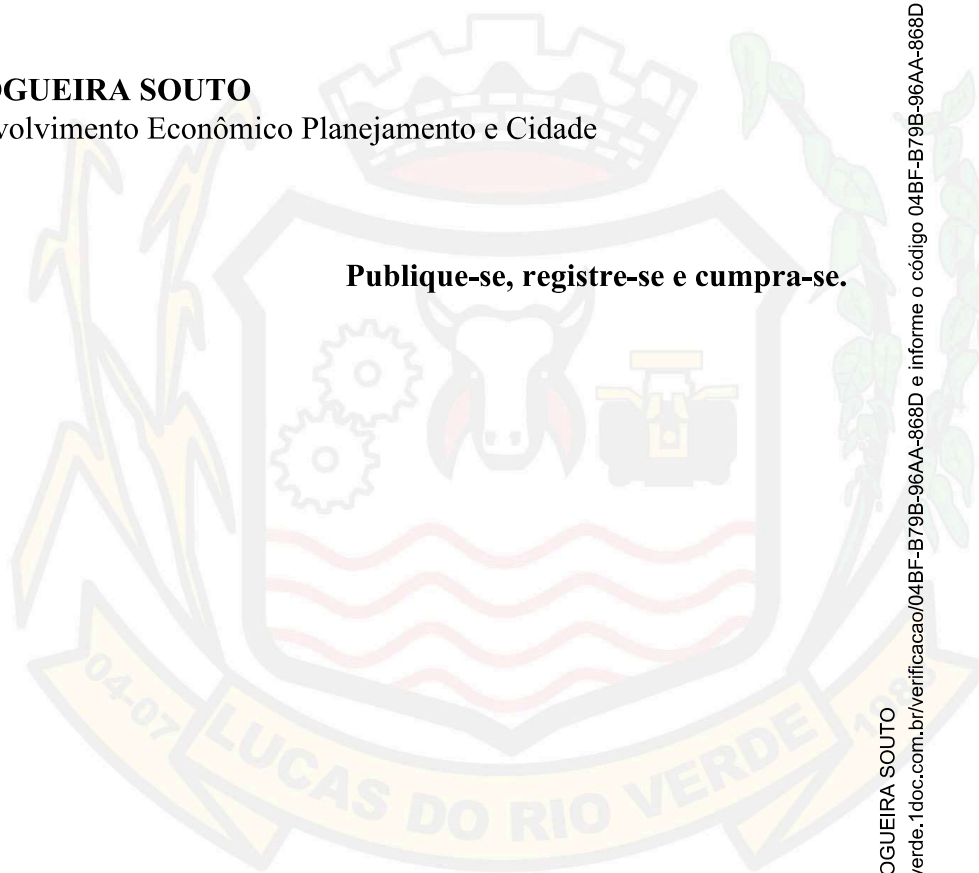 OGUEIRA SOUTO
volvimento Econômico Planejamento e Cidade
Publique-se, registre-se e cumpra-se.
04-07
LUCAS DO RIO VERDE
1988
OGUEIRA SOUTO
verde.1doc.com.br/verificacao/04BF-B79B-96AA-868D e informe o código 04BF-B79B-96AA-868D